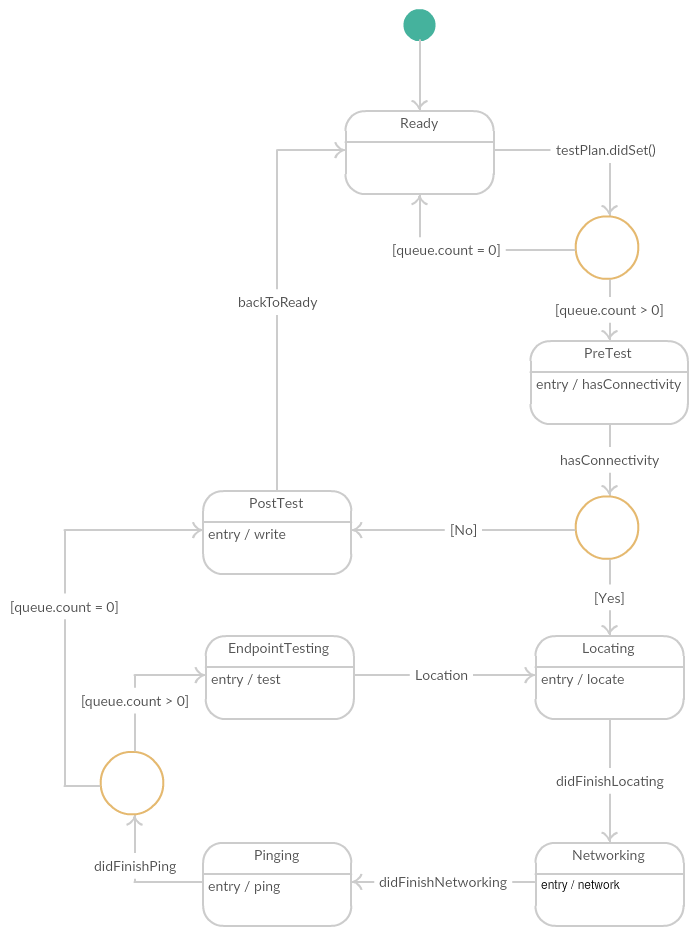 Ready
testPlan.didSet()
[queue.count = 0]
backToReady
[queue.count > 0]
PreTest
entry / hasConnectivity
hasConnectivity
PostTest
entry / write
[No]
[Yes]
[queue.count = 0]
EndpointTesting
entry / test
Location
Locating
entry / locate
[queue.count > 0]
didFinishLocating
didFinishPing
Pinging
entry / ping
didFinishNetworking
Networking
entry / network